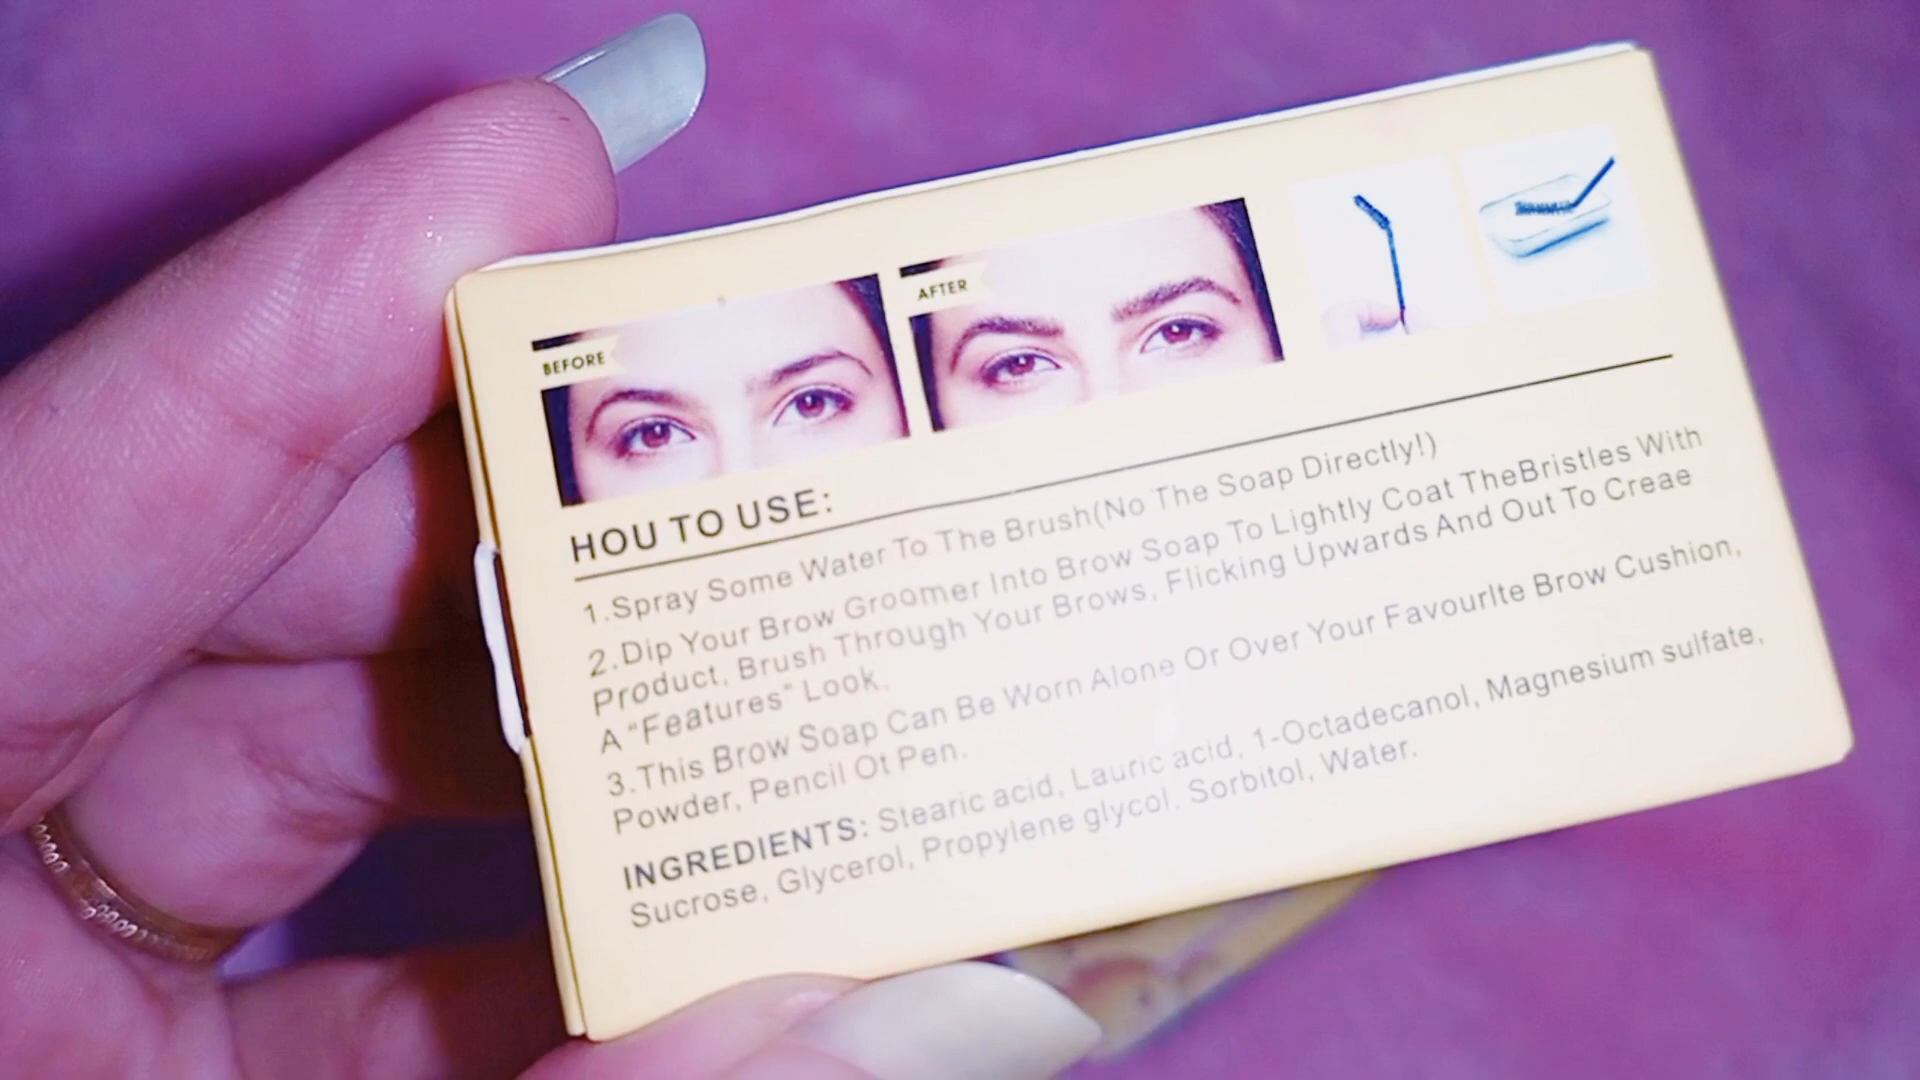 BEFORE
AFTER
HOU TO USE:
1.Spray Some Water To The Brush(No The Soap Directly!)
2.Dip Your Brow Groomer Into Brow Soap To Lightly Coat TheBristles With
Product, Brush Through Your Brows, Flicking Upwards And Out To Creae
A "Features" Look.
3.This Brow Soap Can Be Worn Alone Or Over Your FavourIte Brow Cushion,
Powder, Pencil Ot Pen.
INGREDIENTS: Stearic acid, Lauric acid, 1-Octadecanol, Magnesium sulfate,
Sucrose, Glycerol, Propylene glycol, Sorbitol, Water.